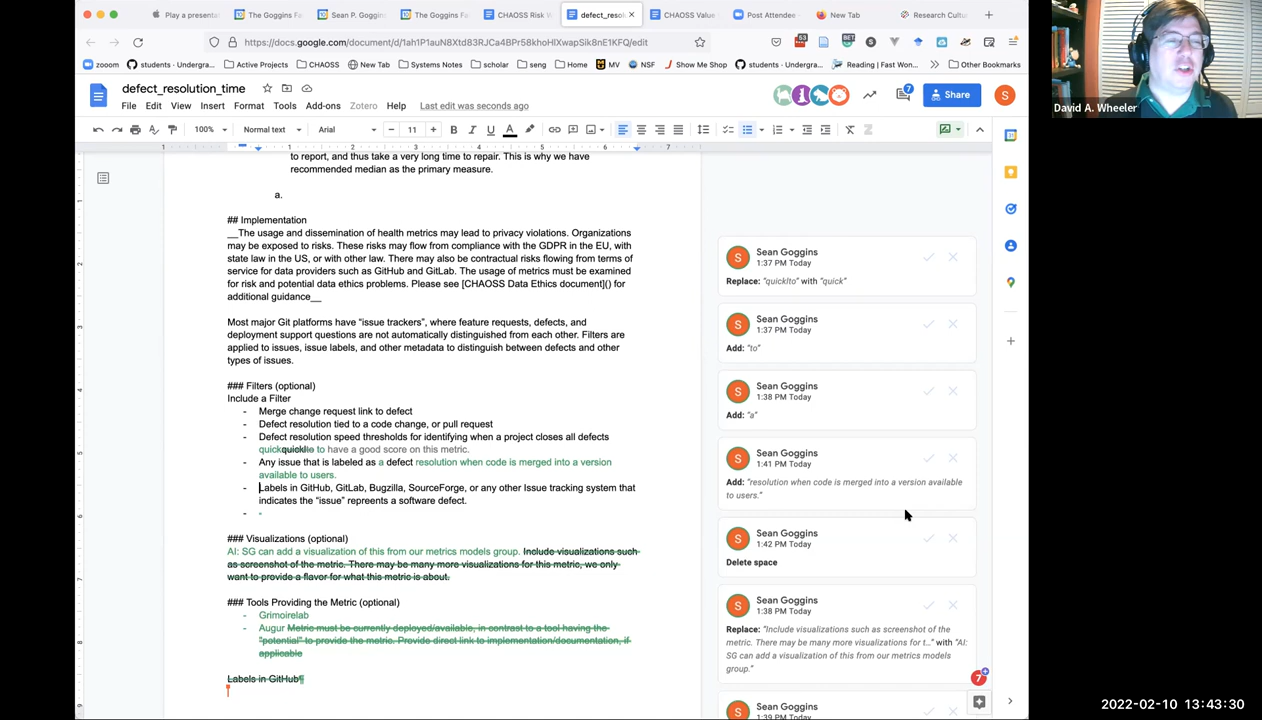 Play a presenta
The Goggins Fa
Sean P. Goggins
The Goggins Fa
CHAOSS Risk W
defect_resol
CHAOSS Value
Post Attendee
New Tab
Research Cultu
https://docs.google.com/document/d/1ah1P1auN8Xtd83RJCa4BPr58khoHIXwapSik8nE1KFQ/edit
53
BET
zooom
students - Undergra...
Active Projects
CHAOSS
New Tab
Systems Notes
scholar
seng
Home
MV
NSF
Show Me Shop
students - Undergra...
Reading | Fast Won...
Other Bookmarks
defect_resolution_time
File Edit View Insert Format Tools Add-ons Zotero Help Last edit was seconds ago
7
Share
S
100% Normal text Arial 11
to report, and thus take a very long time to repair. This is why we have
recommended median as the primary measure.
a.
## Implementation
__The usage and dissemination of health metrics may lead to privacy violations. Organizations
may be exposed to risks. These risks may flow from compliance with the GDPR in the EU, with
state law in the US, or with other law. There may also be contractual risks flowing from terms of
service for data providers such as GitHub and GitLab. The usage of metrics must be examined
for risk and potential data ethics problems. Please see [CHAOSS Data Ethics document]() for
additional guidance__
Most major Git platforms have “issue trackers”, where feature requests, defects, and
deployment support questions are not automatically distinguished from each other. Filters are
applied to issues, issue labels, and other metadata to distinguish between defects and other
types of issues.
### Filters (optional)
Include a Filter
- Merge change request link to defect
- Defect resolution tied to a code change, or pull request
- Defect resolution speed thresholds for identifying when a project closes all defects
quickquicklto to have a good score on this metric.
- Any issue that is labeled as a defect resolution when code is merged into a version
available to users.
- Labels in GitHub, GitLab, Bugzilla, SourceForge, or any other Issue tracking system that
indicates the “issue” reprents a software defect.
- -
### Visualizations (optional)
AI: SG can add a visualization of this from our metrics models group. Include visualizations such
as screenshot of the metric. There may be many more visualizations for this metric, we only
want to provide a flavor for what this metric is about.
### Tools Providing the Metric (optional)
- Grimoirelab
- Augur Metric must be currently deployed/available, in contrast to a tool having the
"potential" to provide the metric. Provide direct link to implementation/documentation, if
applicable
Labels in GitHub¶
S
Sean Goggins
1:37 PM Today
Replace: "quicklto" with "quick"
S
Sean Goggins
1:37 PM Today
Add: "to"
S
Sean Goggins
1:38 PM Today
Add: "a"
S
Sean Goggins
1:41 PM Today
Add: "resolution when code is merged into a version available
to users."
S
Sean Goggins
1:42 PM Today
Delete space
S
Sean Goggins
1:38 PM Today
Replace: "Include visualizations such as screenshot of the
metric. There may be many more visualizations for t..." with "AI:
SG can add a visualization of this from our metrics models
group."
7
S
Sean Goggins
1:39 PM Today
David A. Wheeler
2022-02-10 13:43:30